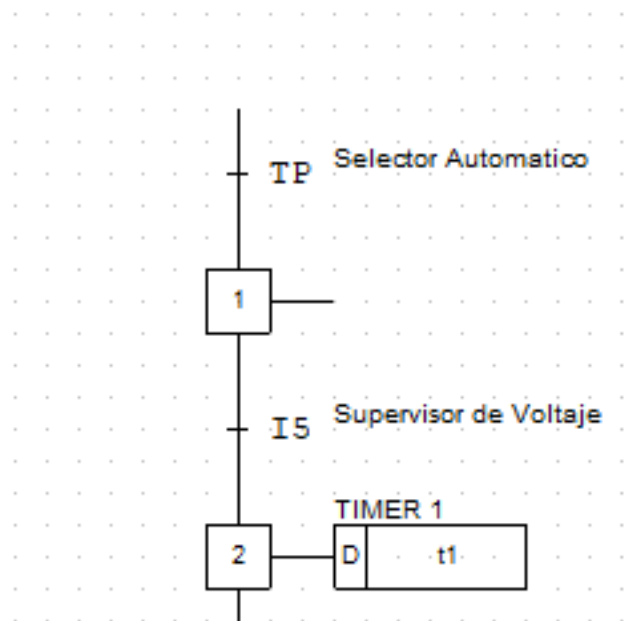 TP Selector Automatico
1
I5 Supervisor de Voltaje
TIMER 1
2 D t1